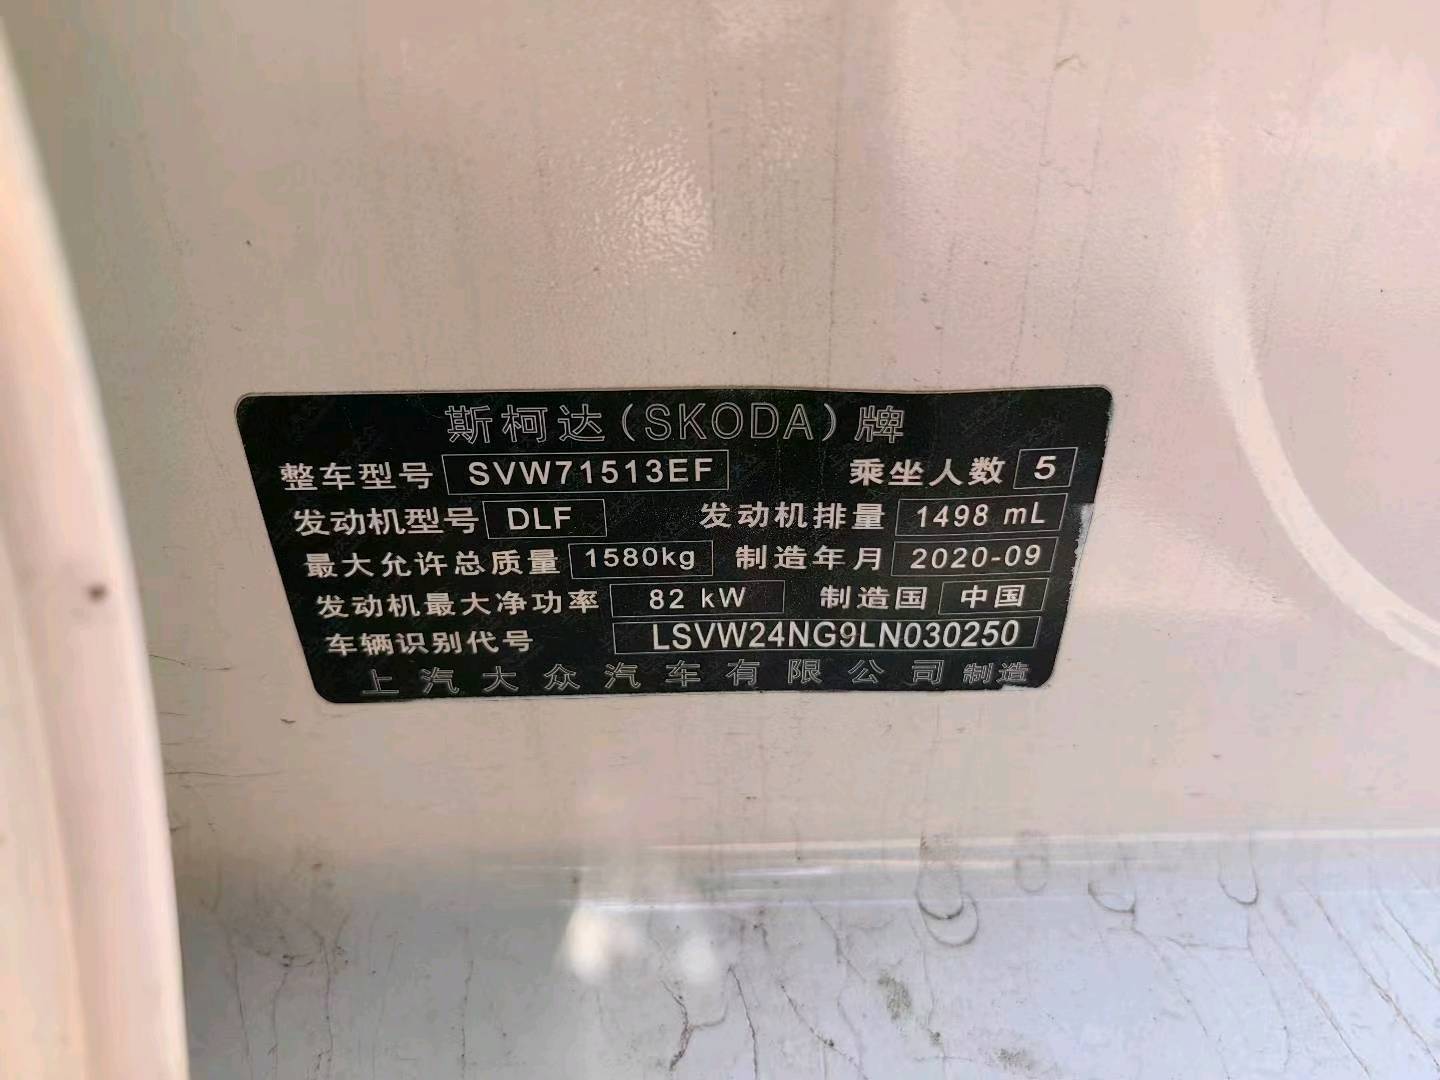 斯柯达(SKODA)牌
整车型号 SVW71513EF 乘坐人数 5
发动机型号 DLF 发动机排量 1498 mL
最大允许总质量 1580kg 制造年月 2020-09
发动机最大净功率 82 kW 制造国 中国
车辆识别代号 LSVW24NG9LN030250
上汽大众汽车有限公司 制造